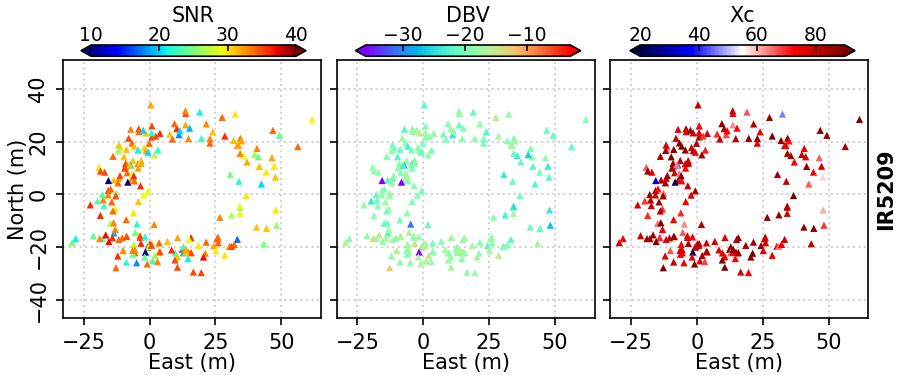 SNR DBV Xc
10 20 30 40 −30 −20 −10 20 40 60 80
40
20
0
−20
−40
North (m)
IR5209
−25 0 25 50 −25 0 25 50 −25 0 25 50
East (m) East (m) East (m)